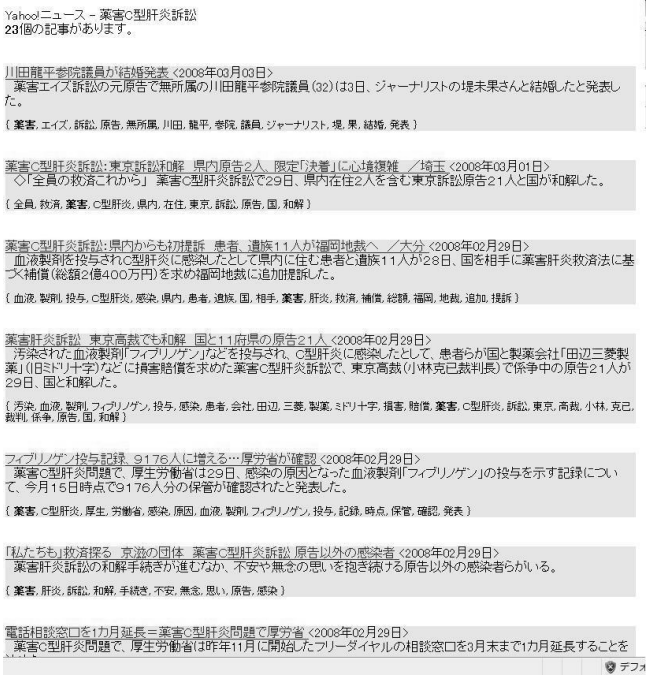 Yahoo!ニュース - 薬害C型肝炎訴訟
23個の記事があります。
川田龍平参院議員が結婚発表 <2008年03月03日>
薬害エイズ訴訟の元原告で無所属の川田龍平参院議員(32)は3日、ジャーナリストの堤未果さんと結婚したと発表し
た。
{ 薬害, エイズ, 訴訟, 原告, 無所属, 川田, 龍平, 参院, 議員, ジャーナリスト, 堤, 果, 結婚, 発表 }
薬害C型肝炎訴訟:東京訴訟和解 県内原告2人、限定「決着」に心境複雑 /埼玉 <2008年03月01日>
◇「全員の救済これから」 薬害C型肝炎訴訟で29日、県内在住2人を含む東京訴訟原告21人と国が和解した。
{ 全員, 救済, 薬害, C型肝炎, 県内, 在住, 東京, 訴訟, 原告, 国, 和解 }
薬害C型肝炎訴訟:県内からも初提訴 患者、遺族11人が福岡地裁へ /大分 <2008年02月29日>
血液製剤を投与されC型肝炎に感染したとして県内に住む患者と遺族11人が28日、国を相手に薬害肝炎救済法に基
づく補償(総額2億400万円)を求め福岡地裁に追加提訴した。
{ 血液, 製剤, 投与, C型肝炎, 感染, 県内, 患者, 遺族, 国, 相手, 薬害, 肝炎, 救済, 補償, 総額, 福岡, 地裁, 追加, 提訴 }
薬害肝炎訴訟 東京高裁でも和解 国と11府県の原告21人 <2008年02月29日>
汚染された血液製剤「フィブリノゲン」などを投与され、C型肝炎に感染したとして、患者らが国と製薬会社「田辺三菱製
薬」(旧ミドリ十字)などに損害賠償を求めた薬害C型肝炎訴訟で、東京高裁(小林克已裁判長)で係争中の原告21人が
29日、国と和解した。
{ 汚染, 血液, 製剤, フィブリノゲン, 投与, 感染, 患者, 会社, 田辺, 三菱, 製薬, ミドリ十字, 損害, 賠償, 薬害, C型肝炎, 訴訟, 東京, 高裁, 小林, 克已,
裁判, 係争, 原告, 国, 和解 }
フィブリノゲン投与記録、9176人に増える…厚労省が確認 <2008年02月29日>
薬害C型肝炎問題で、厚生労働省は29日、感染の原因となった血液製剤「フィブリノゲン」の投与を示す記録につい
て、今月15日時点で9176人分の保管が確認されたと発表した。
{ 薬害, C型肝炎, 厚生, 労働省, 感染, 原因, 血液, 製剤, フィブリノゲン, 投与, 記録, 時点, 保管, 確認, 発表 }
「私たちも」救済探る 京滋の団体 薬害C型肝炎訴訟 原告以外の感染者 <2008年02月29日>
薬害肝炎訴訟の和解手続きが進むなか、不安や無念の思いを抱き続ける原告以外の感染者らがいる。
{ 薬害, 肝炎, 訴訟, 和解, 手続き, 不安, 無念, 思い, 原告, 感染 }
電話相談窓口を1カ月延長=薬害C型肝炎問題で厚労省 <2008年02月29日>
薬害C型肝炎問題で、厚生労働省は昨年11月に開始したフリーダイヤルの相談窓口を3月末まで1カ月延長することを
デフォ